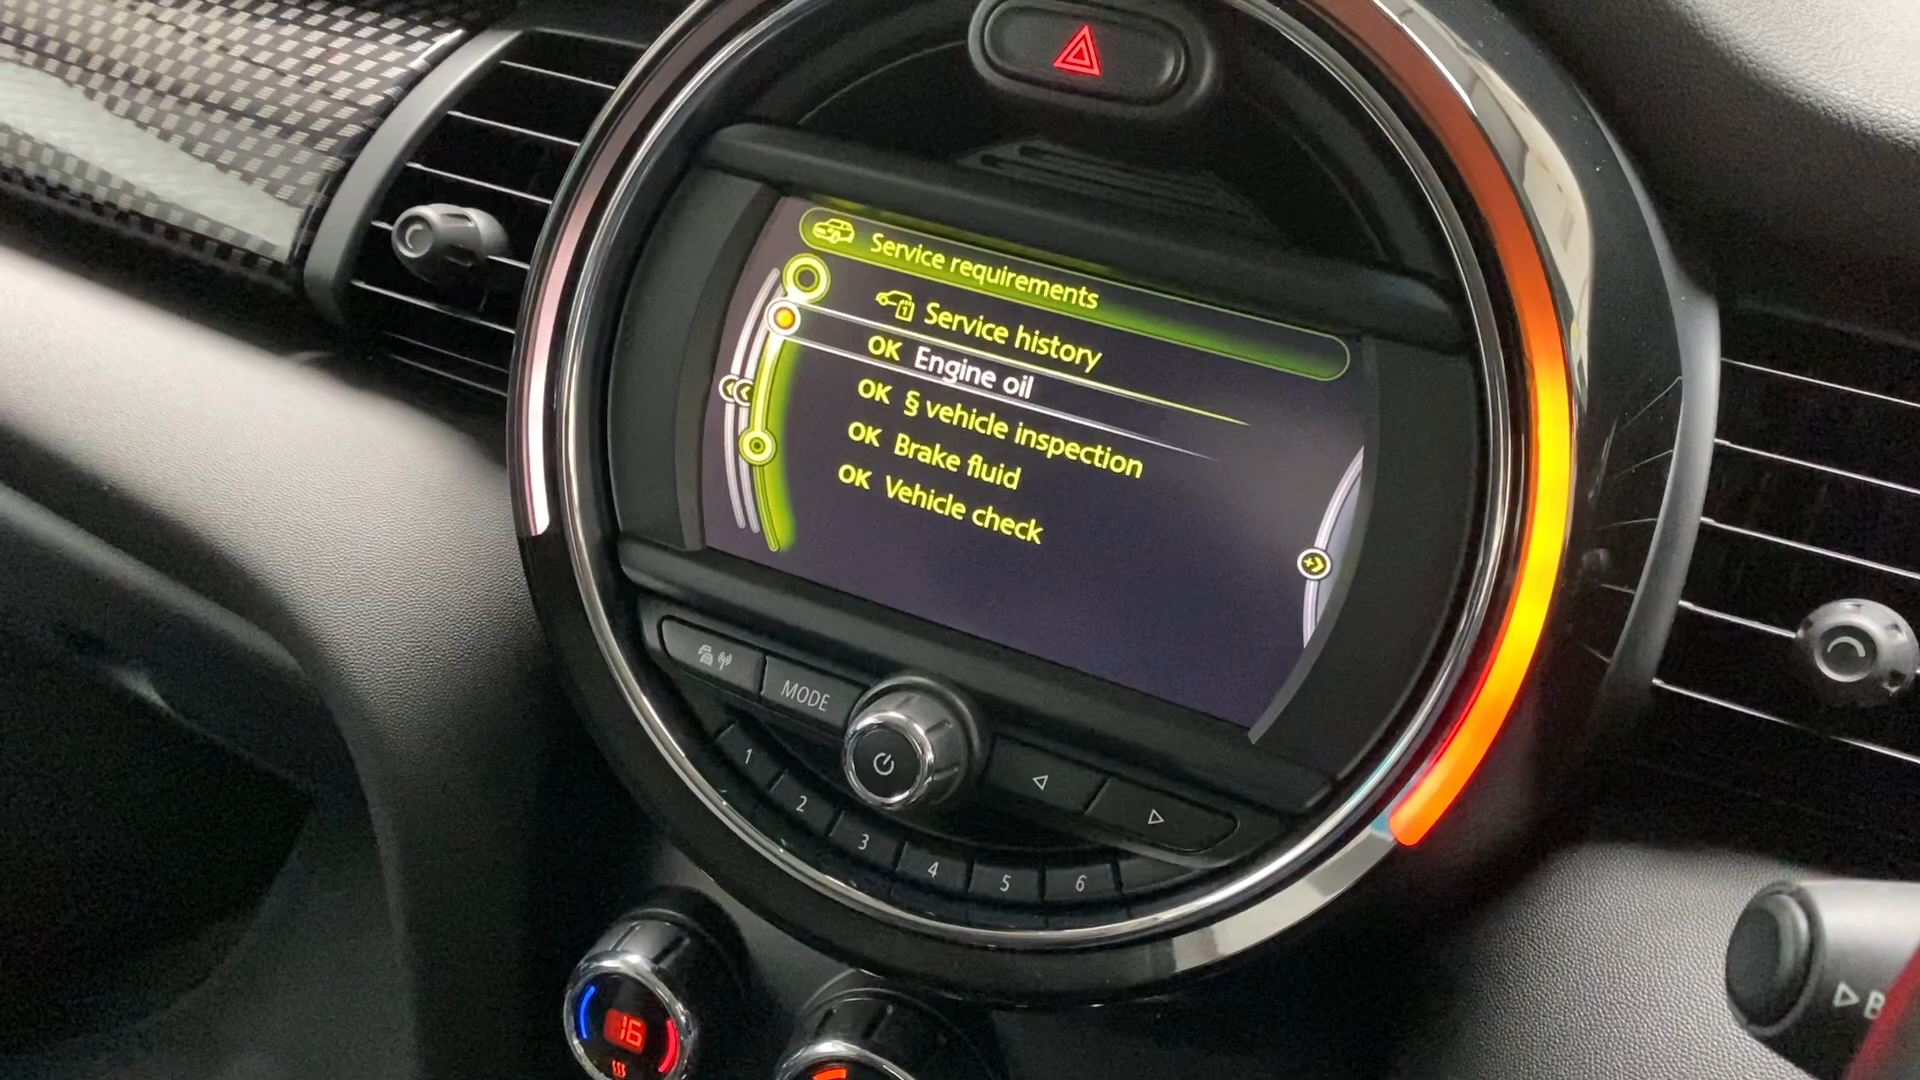 Service requirements
Service history
OK Engine oil
OK § vehicle inspection
OK Brake fluid
OK Vehicle check
MODE
1
2
3
4
5
6
16